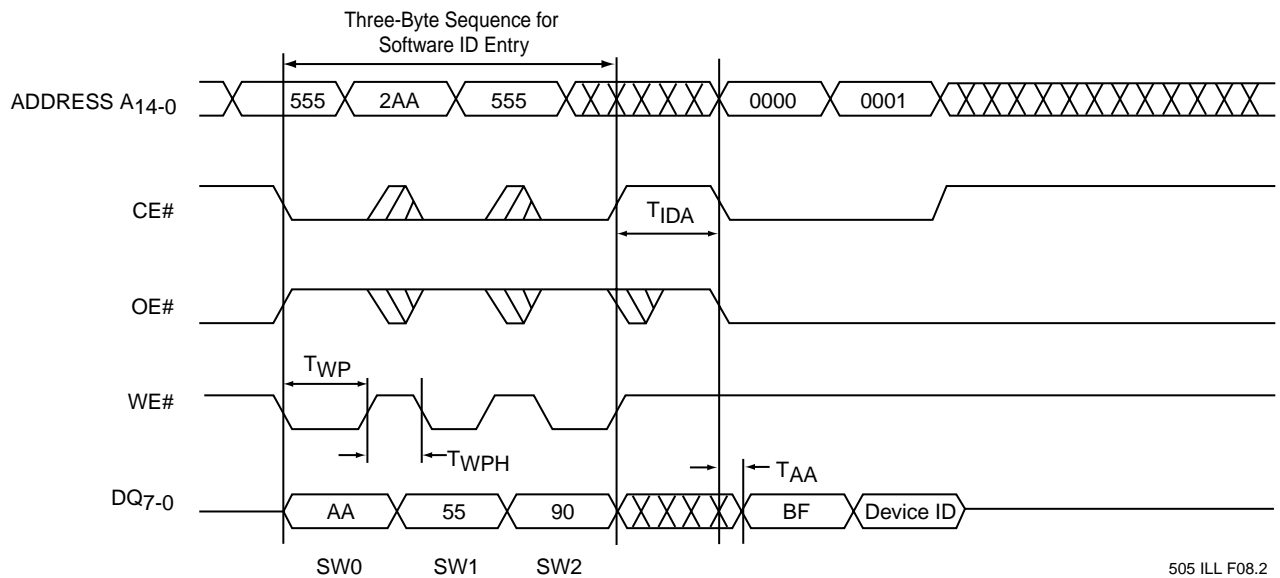 Three-Byte Sequence for
Software ID Entry
ADDRESS A14-0
555 2AA 555 0000 0001
CE#
TIDA
OE#
TWP
WE#
TWPH
TAA
DQ7-0
AA 55 90 BF Device ID
SW0 SW1 SW2
505 ILL F08.2